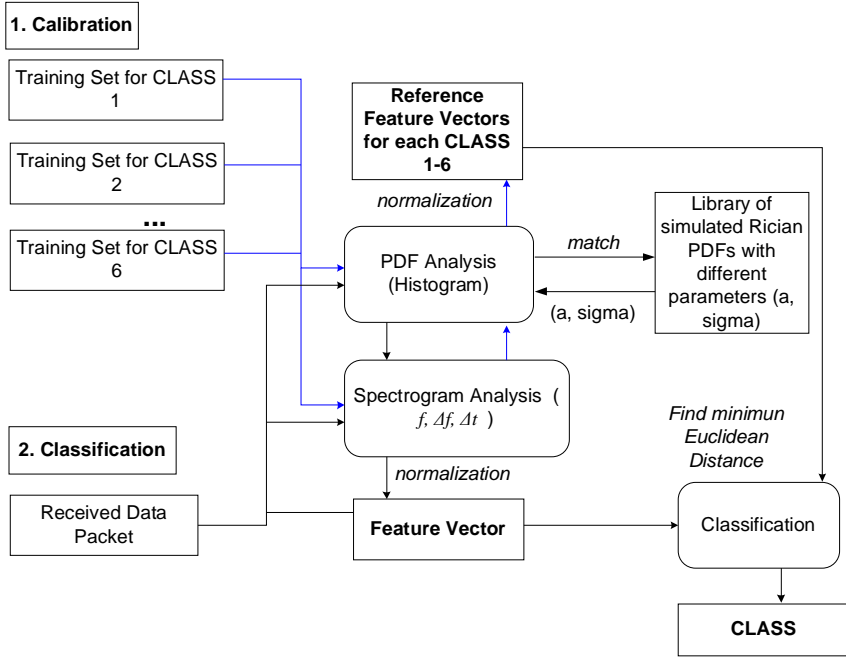 1. Calibration
Training Set for CLASS
1
Training Set for CLASS
2
...
Training Set for CLASS
6
Reference
Feature Vectors
for each CLASS
1-6
normalization
PDF Analysis
(Histogram)
match
(a, sigma)
Library of
simulated Rician
PDFs with
different
parameters (a,
sigma)
Spectrogram Analysis (
f, Δf, Δt )
normalization
2. Classification
Received Data
Packet
Feature Vector
Find minimun
Euclidean
Distance
Classification
CLASS